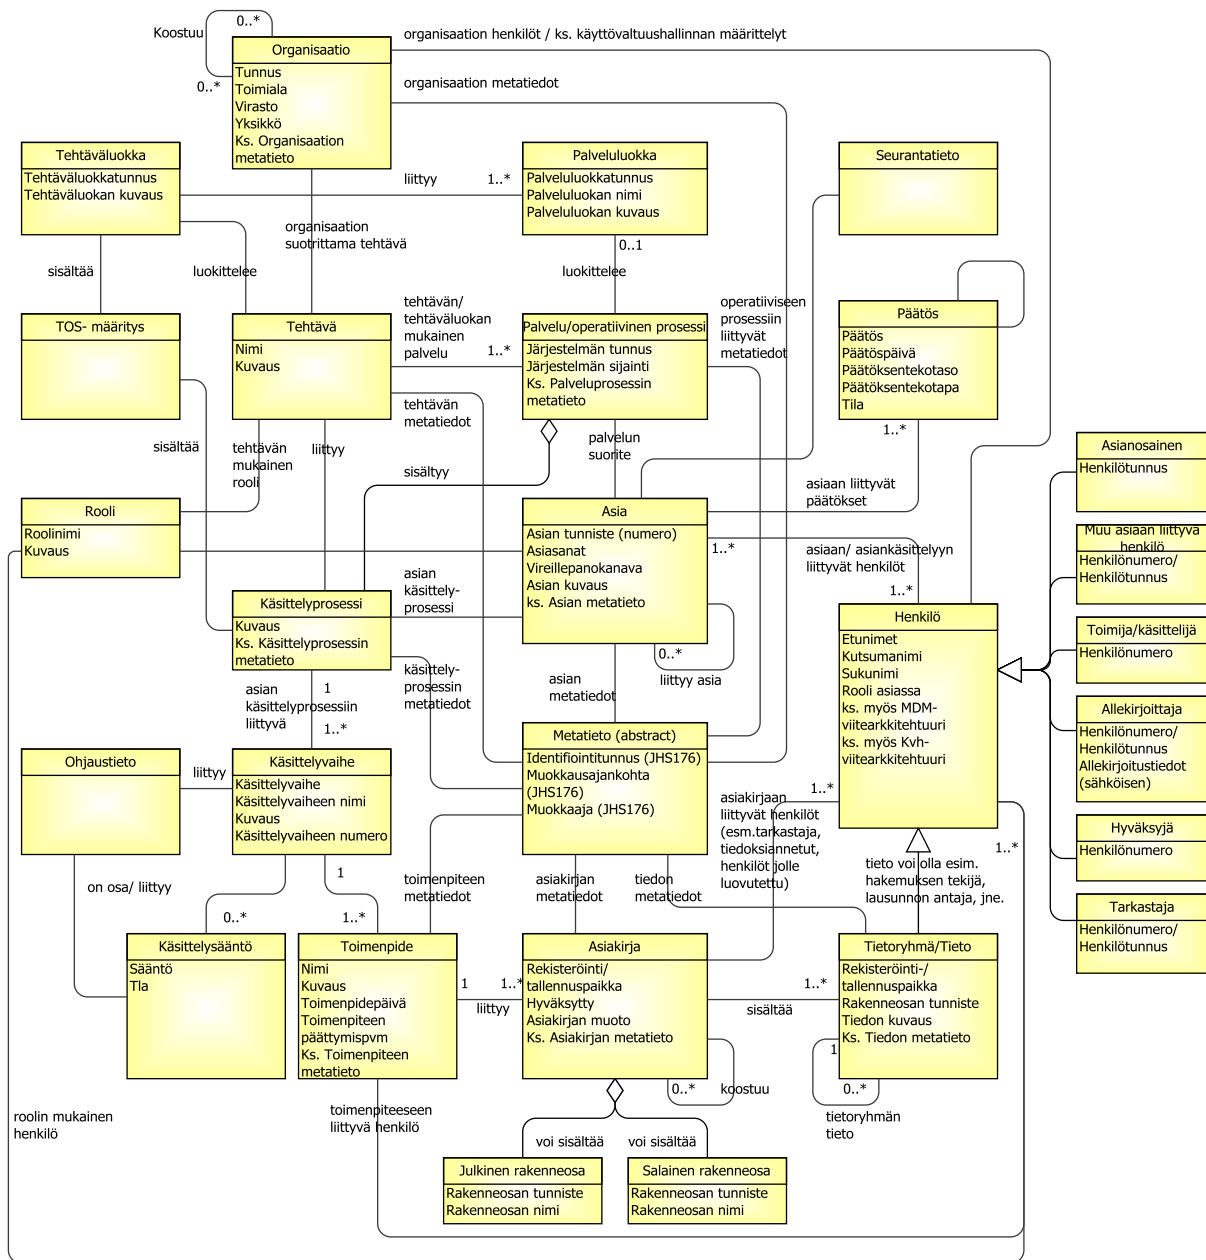 0..*
Koostuu
0..*
Organisaatio
Tunnus
Toimiala
Virasto
Yksikkö
Ks. Organisaation
metatieto
organisaation henkilöt / ks. käyttövaltuushallinnan määrittelyt
organisaation metatiedot
Tehtäväluokka
Tehtäväluokkatunnus
Tehtäväluokan kuvaus
liittyy
1..*
Palveluluokka
Palveluluokkatunnus
Palveluluokan nimi
Palveluluokan kuvaus
0..1
Seurantatieto
organisaation
suotrittama tehtävä
sisältää
luokittelee
luokittelee
TOS- määritys
Tehtävä
Nimi
Kuvaus
tehtävän/
tehtäväluokan
mukainen
palvelu
1..*
Palvelu/operatiivinen prosessi
Järjestelmän tunnus
Järjestelmän sijainti
Ks. Palveluprosessin
metatieto
operatiiviseen
prosessiin
liittyvät
metatiedot
Päätös
Päätös
Päätöspäivä
Päätöksentekotaso
Päätöksentekotapa
Tila
1..*
sisältää
tehtävän
mukainen
rooli
liittyy
tehtävän
metatiedot
sisältyy
palvelun
suorite
asiaan liittyvät
päätökset
Asianosainen
Henkilötunnus
Rooli
Roolinimi
Kuvaus
Asia
Asian tunniste (numero)
Asiasanat
Vireillepanokanava
Asian kuvaus
ks. Asian metatieto
1..*
asiaan/ asiankäsittelyyn
liittyvät henkilöt
1..*
Muu asiaan liittyvä
henkilö
Henkilönumero/
Henkilötunnus
asian
käsittely-
prosessi
Käsittelyprosessi
Kuvaus
Ks. Käsittelyprosessin
metatieto
0..*
liittyy asia
Henkilö
Etunimet
Kutsumanimi
Sukunimi
Rooli asiassa
ks. myös MDM-
viitearkkitehtuuri
ks. myös Kvh-
viitearkkitehtuuri
Toimija/käsittelijä
Henkilönumero
asian
käsittelyprosessiin
liittyvä
1
1..*
käsittely-
prosessin
metatiedot
asian
metatiedot
Allekirjoittaja
Henkilönumero/
Henkilötunnus
Allekirjoitustiedot
(sähköisen)
Metatieto (abstract)
Identifiointitunnus (JHS176)
Muokkausajankohta
(JHS176)
Muokkaaja (JHS176)
Ohjaustieto
liittyy
Käsittelyvaihe
Käsittelyvaihe
Käsittelyvaiheen nimi
Kuvaus
Käsittelyvaiheen numero
asiakirjaan
liittyvät henkilöt
(esm.tarkastaja,
tiedoksiannetut,
henkilöt jolle
luovutettu)
1..*
1..*
Hyväksyjä
Henkilönumero
on osa/ liittyy
1
0..*
1..*
toimenpiteen
metatiedot
asiakirjan
metatiedot
tiedon
metatiedot
tieto voi olla esim.
hakemuksen tekijä,
lausunnon antaja, jne.
Tarkastaja
Henkilönumero/
Henkilötunnus
Käsittelysääntö
Sääntö
Tla
Toimenpide
Nimi
Kuvaus
Toimenpidepäivä
Toimenpiteen
päättymispvm
Ks. Toimenpiteen
metatieto
1
1..*
liittyy
Asiakirja
Rekisteröinti/
tallennuspaikka
Hyväksytty
Asiakirjan muoto
Ks. Asiakirjan metatieto
1..*
sisältää
Tietoryhmä/Tieto
Rekisteröinti-/
tallennuspaikka
Rakenneosan tunniste
Tiedon kuvaus
Ks. Tiedon metatieto
1
0..*
tietoryhmän
tieto
0..*
koostuu
roolin mukainen
henkilö
toimenpiteeseen
liittyvä henkilö
voi sisältää
voi sisältää
Julkinen rakenneosa
Rakenneosan tunniste
Rakenneosan nimi
Salainen rakenneosa
Rakenneosan tunniste
Rakenneosan nimi